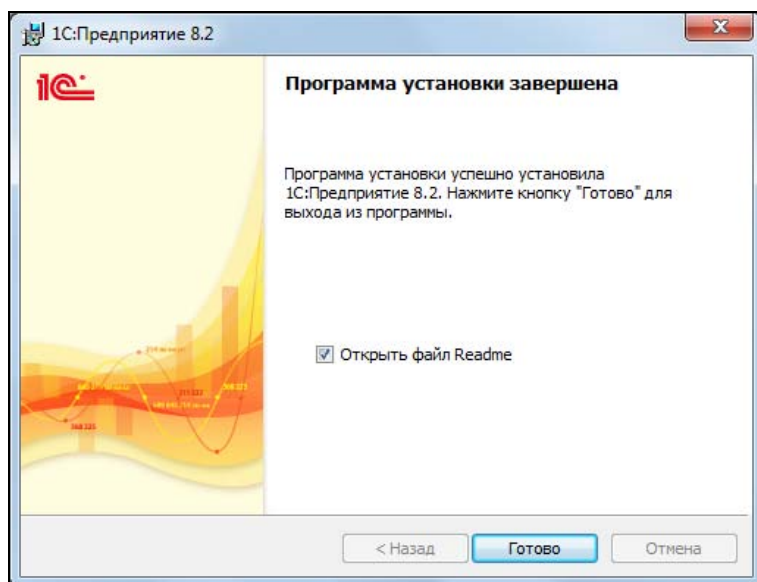 1С:Предприятие 8.2
1С
Программа установки завершена
Программа установки успешно установила
1С:Предприятие 8.2. Нажмите кнопку "Готово" для
выхода из программы.
Открыть файл Readme
< Назад
Готово
Отмена